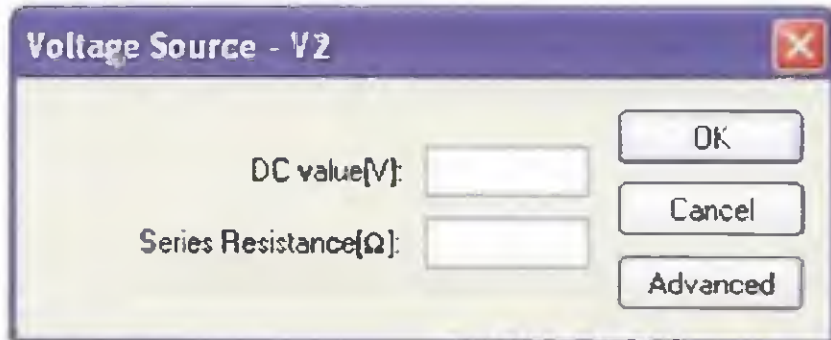 Voltage Source - V2
DC value[V]:
Series Resistance[Ω]:
OK
Cancel
Advanced